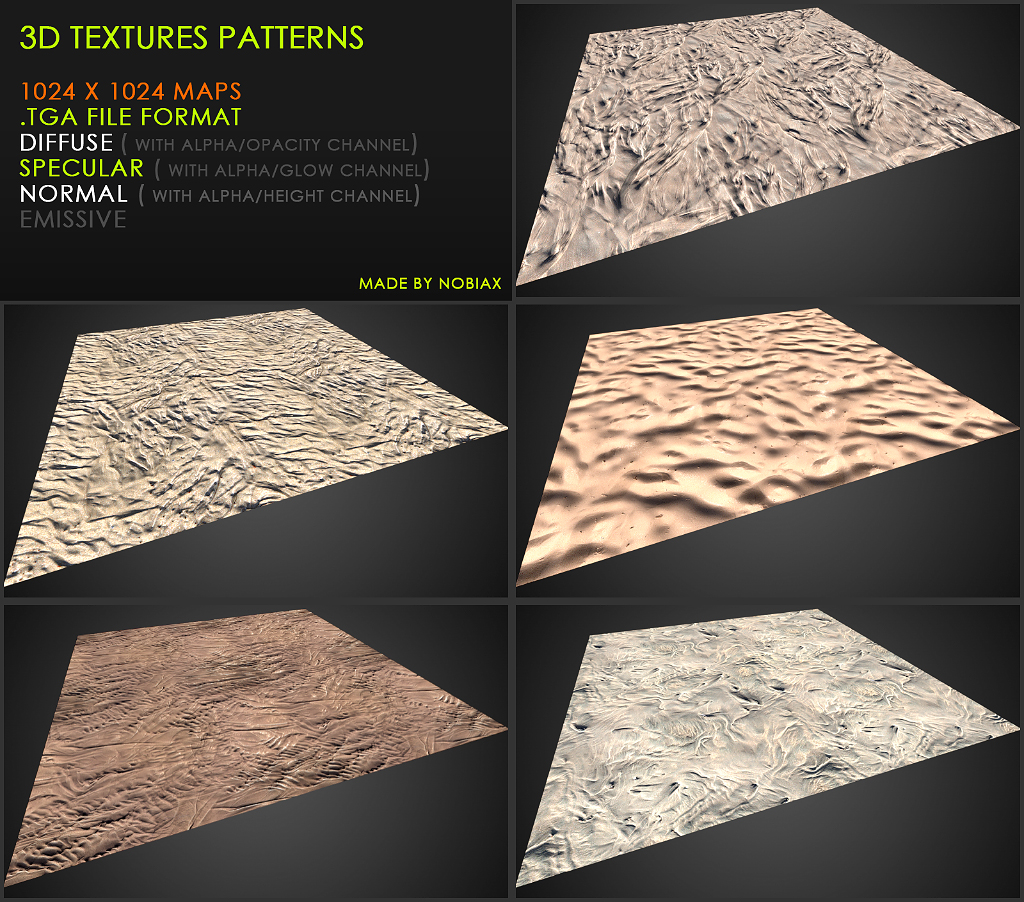 3D TEXTURES PATTERNS
1024 X 1024 MAPS
.TGA FILE FORMAT
DIFFUSE ( WITH ALPHA/OPACITY CHANNEL)
SPECULAR ( WITH ALPHA/GLOW CHANNEL)
NORMAL ( WITH ALPHA/HEIGHT CHANNEL)
EMISSIVE
MADE BY NOBIAX